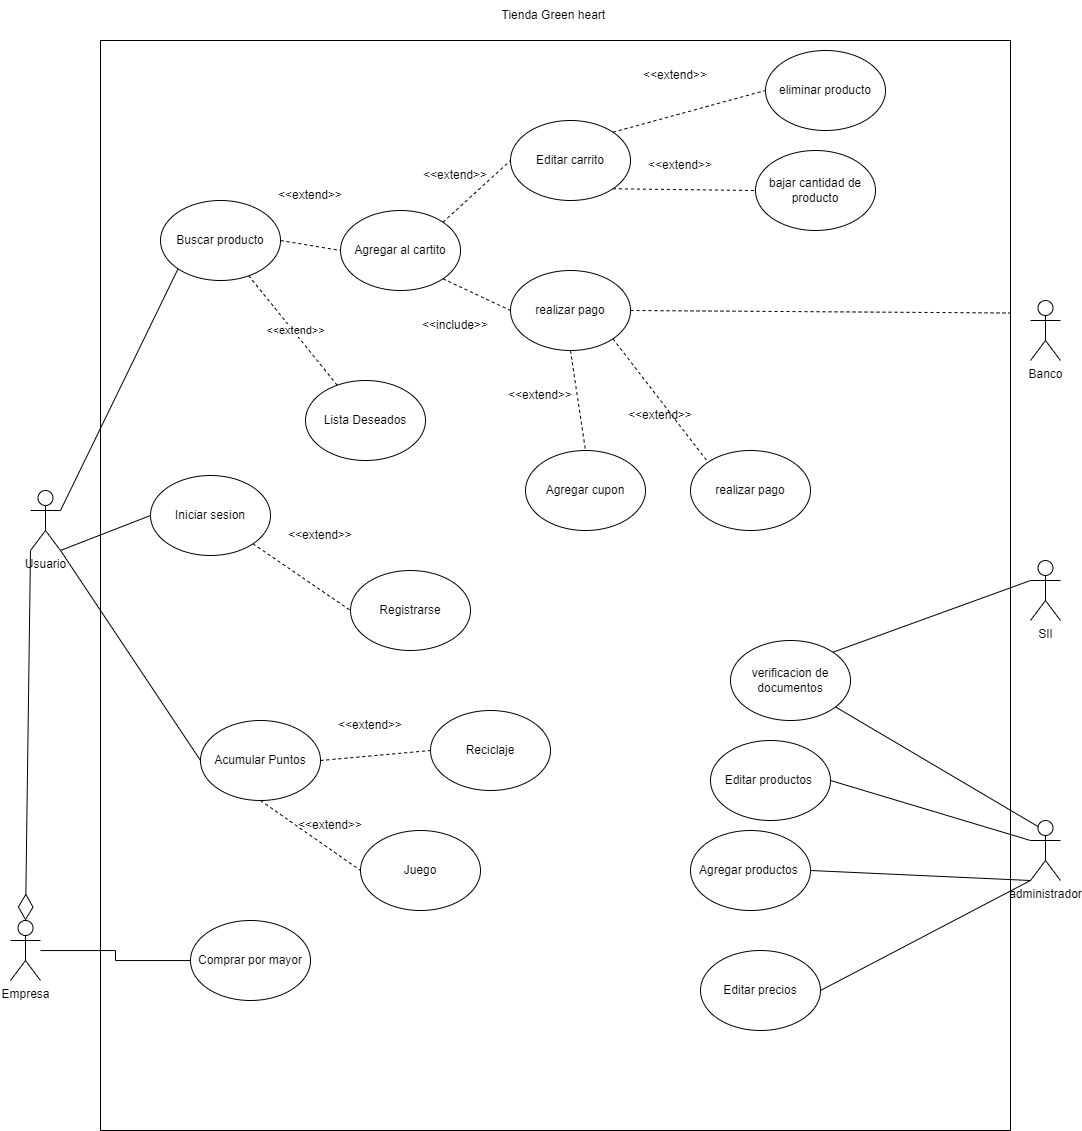 Tienda Green heart
<<extend>>
eliminar producto
Editar carrito
<<extend>>
<<extend>>
bajar cantidad de
producto
<<extend>>
Buscar producto
Agregar al cartito
realizar pago
<<include>>
<<extend>>
Banco
<<extend>>
<<extend>>
Lista Deseados
Agregar cupon
realizar pago
Iniciar sesion
<<extend>>
Usuario
Registrarse
SII
verificacion de
documentos
<<extend>>
Acumular Puntos
Reciclaje
Editar productos
<<extend>>
Juego
Agregar productos
administrador
Comprar por mayor
Empresa
Editar precios